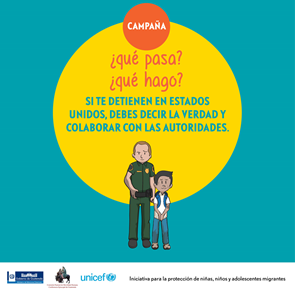 CAMPAÑA
¿qué pasa?
¿qué hago?
SI TE DETIENEN EN ESTADOS
UNIDOS, DEBES DECIR LA VERDAD Y
COLABORAR CON LAS AUTORIDADES.
unicef
Iniciativa para la protección de niñas, niños y adolescentes migrantes